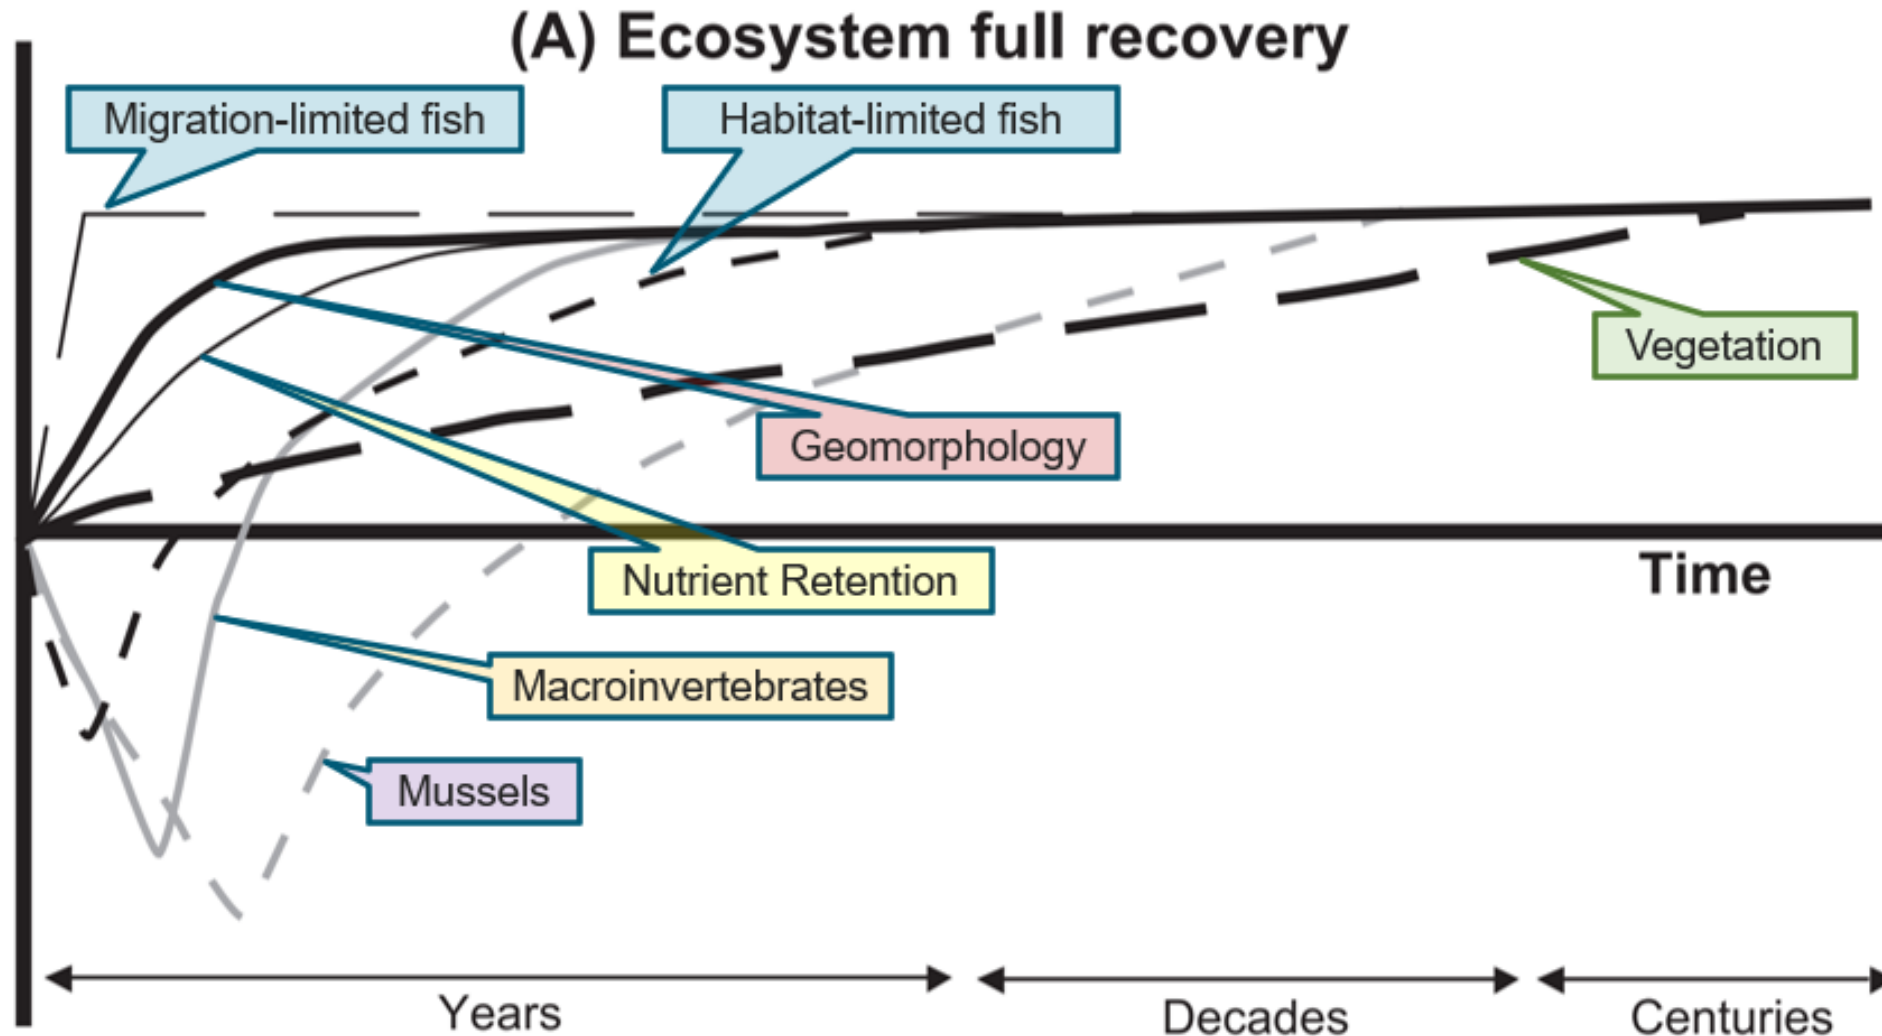 (A) Ecosystem full recovery
Migration-limited fish
Habitat-limited fish
Vegetation
Geomorphology
Nutrient Retention
Time
Macroinvertebrates
Mussels
Years
Decades
Centuries